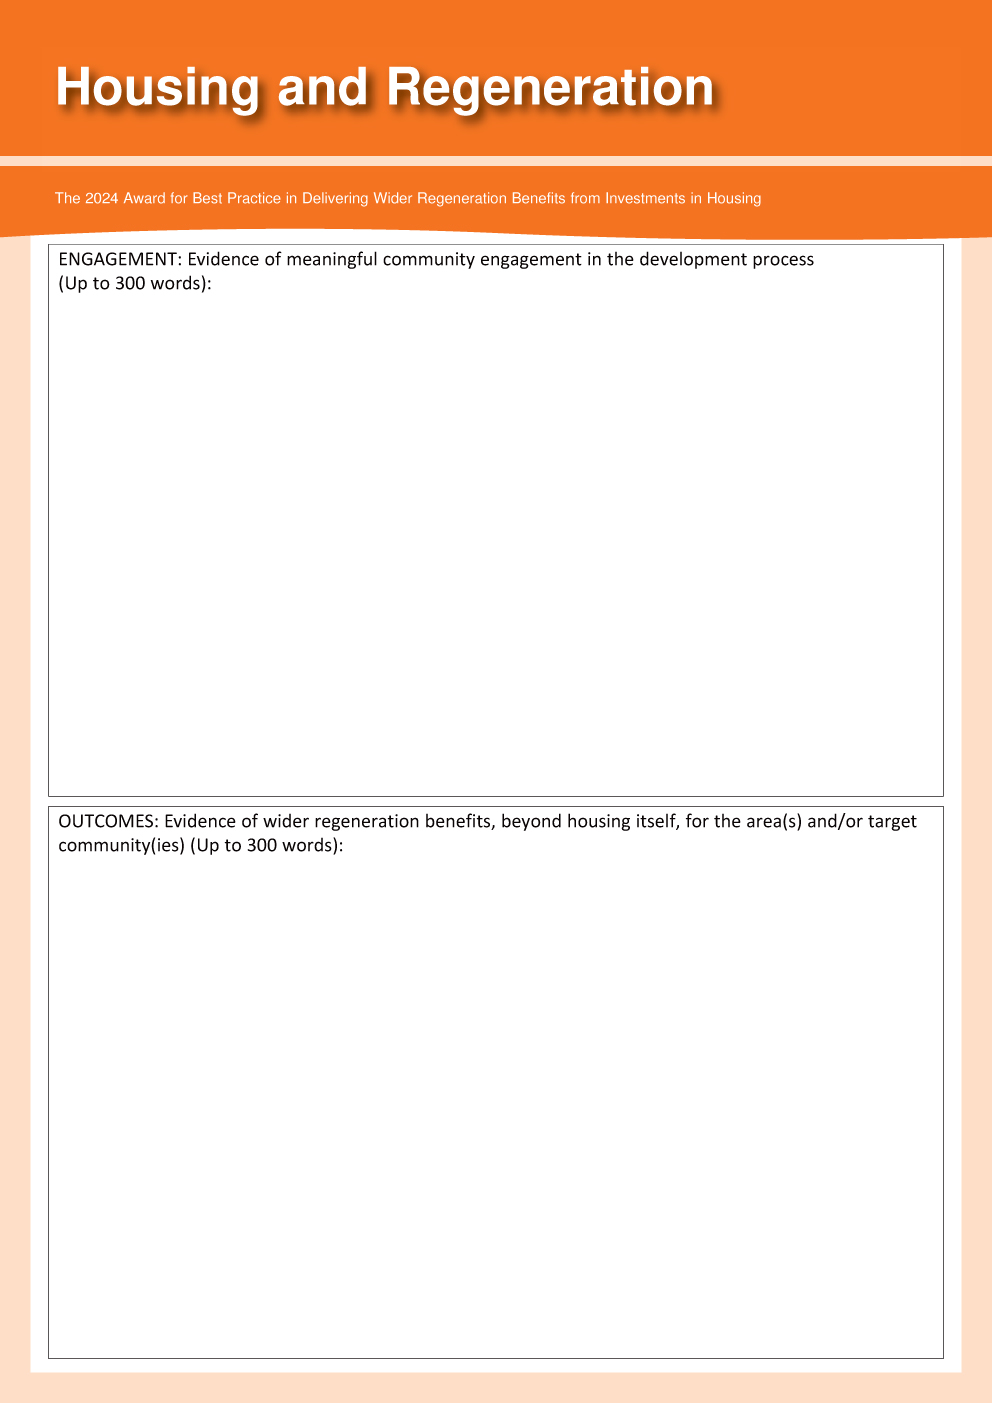 Housing and Regeneration
The 2024 Award for Best Practice in Delivering Wider Regeneration Benefits from Investments in Housing
ENGAGEMENT: Evidence of meaningful community engagement in the development process
(Up to 300 words):
OUTCOMES: Evidence of wider regeneration benefits, beyond housing itself, for the area(s) and/or target
community(ies) (Up to 300 words):